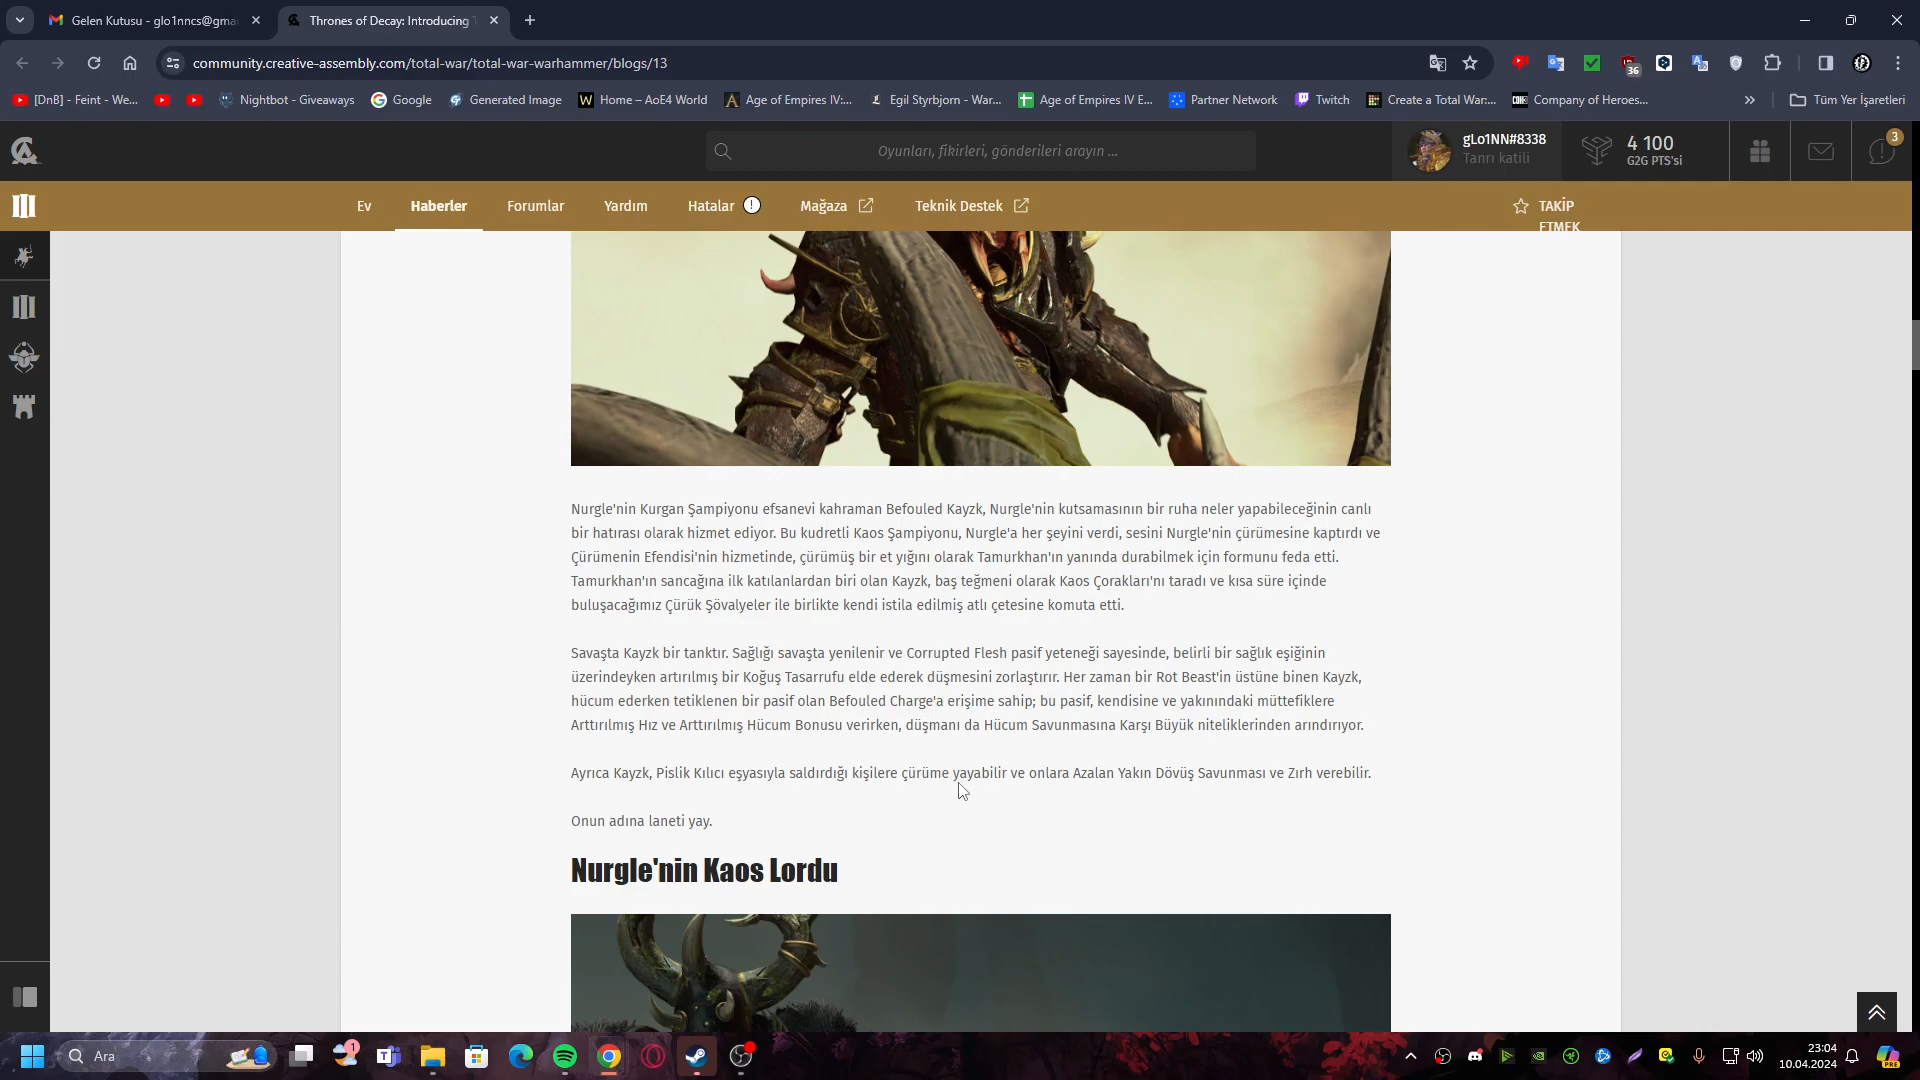 Gelen Kutusu - glo1nncs@gma
Thrones of Decay: Introducing
community.creative-assembly.com/total-war/total-war-warhammer/blogs/13
36
[DnB] - Feint - We...
Nightbot - Giveaways
Google
Generated Image
Home – AoE4 World
Age of Empires IV:...
Egil Styrbjorn - War...
Age of Empires IV E...
Partner Network
Twitch
Create a Total War:...
Company of Heroes...
Tüm Yer İşaretleri
Oyunları, fikirleri, gönderileri arayın ...
gLo1NN#8338
Tanrı katili
4 100
G2G PTS'si
3
Ev
Haberler
Forumlar
Yardım
Hatalar
Mağaza
Teknik Destek
TAKİP
ETMEK
Nurgle'nin Kurgan Şampiyonu efsanevi kahraman Befouled Kayzk, Nurgle'nin kutsamasının bir ruha neler yapabileceğinin canlı
bir hatırası olarak hizmet ediyor. Bu kudretli Kaos Şampiyonu, Nurgle'a her şeyini verdi, sesini Nurgle'nin çürümesine kaptırdı ve
Çürümenin Efendisi'nin hizmetinde, çürümüş bir et yığını olarak Tamurkhan'ın yanında durabilmek için formunu feda etti.
Tamurkhan'ın sancağına ilk katılanlardan biri olan Kayzk, baş teğmeni olarak Kaos Çorakları'nı taradı ve kısa süre içinde
buluşacağımız Çürük Şövalyeler ile birlikte kendi istila edilmiş atlı çetesine komuta etti.
Savaşta Kayzk bir tanktır. Sağlığı savaşta yenilenir ve Corrupted Flesh pasif yeteneği sayesinde, belirli bir sağlık eşiğinin
üzerindeyken artırılmış bir Koğuş Tasarrufu elde ederek düşmesini zorlaştırır. Her zaman bir Rot Beast'in üstüne binen Kayzk,
hücum ederken tetiklenen bir pasif olan Befouled Charge'a erişime sahip; bu pasif, kendisine ve yakınındaki müttefiklere
Arttırılmış Hız ve Arttırılmış Hücum Bonusu verirken, düşmanı da Hücum Savunmasına Karşı Büyük niteliklerinden arındırıyor.
Ayrıca Kayzk, Pislik Kılıcı eşyasıyla saldırdığı kişilere çürüme yayabilir ve onlara Azalan Yakın Dövüş Savunması ve Zırh verebilir.
Onun adına laneti yay.
Nurgle'nin Kaos Lordu
Ara
1
23:04
10.04.2024
PRE